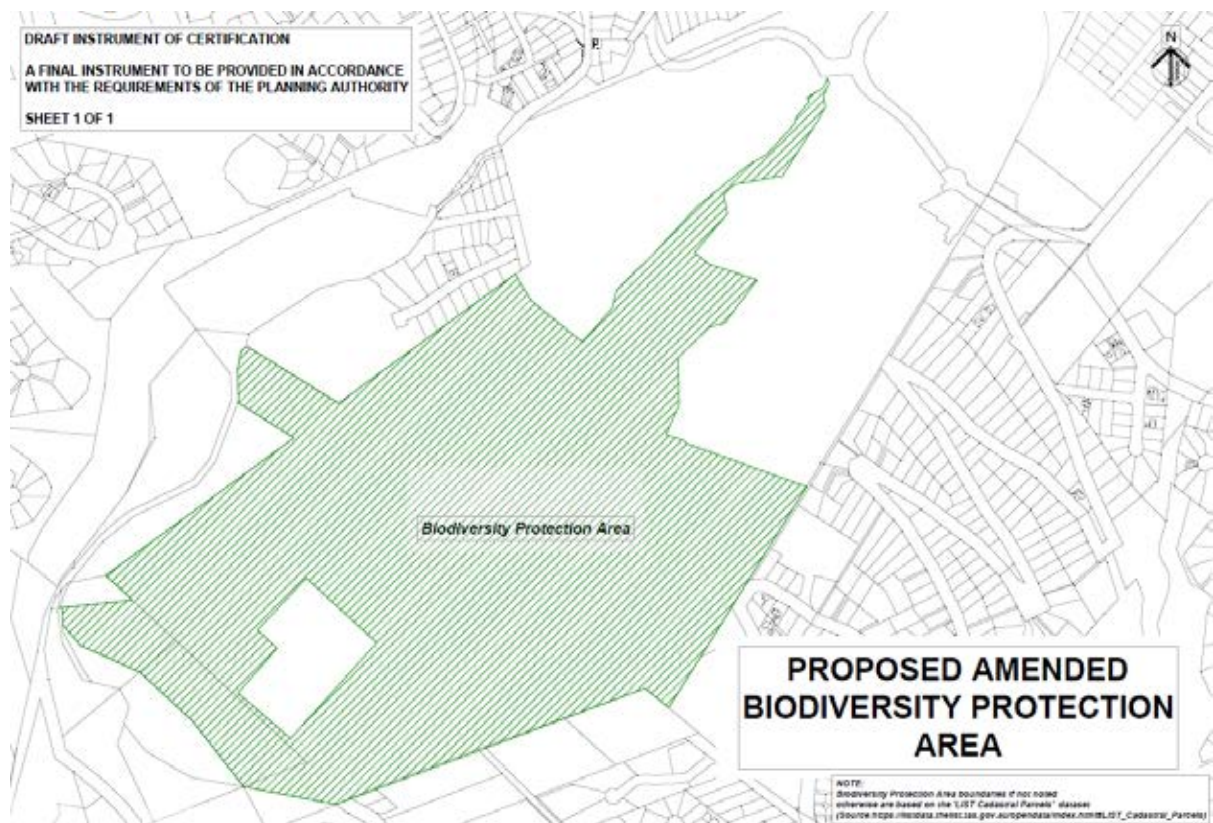 DRAFT INSTRUMENT OF CERTIFICATION
A FINAL INSTRUMENT TO BE PROVIDED IN ACCORDANCE
WITH THE REQUIREMENTS OF THE PLANNING AUTHORITY
SHEET 1 OF 1
N
Biodiversity Protection Area
PROPOSED AMENDED
BIODIVERSITY PROTECTION
AREA
NOTE:
Biodiversity Protection Area boundaries if not noted
otherwise are based on the 'LIST Cadastral Parcels' dataset
(Source